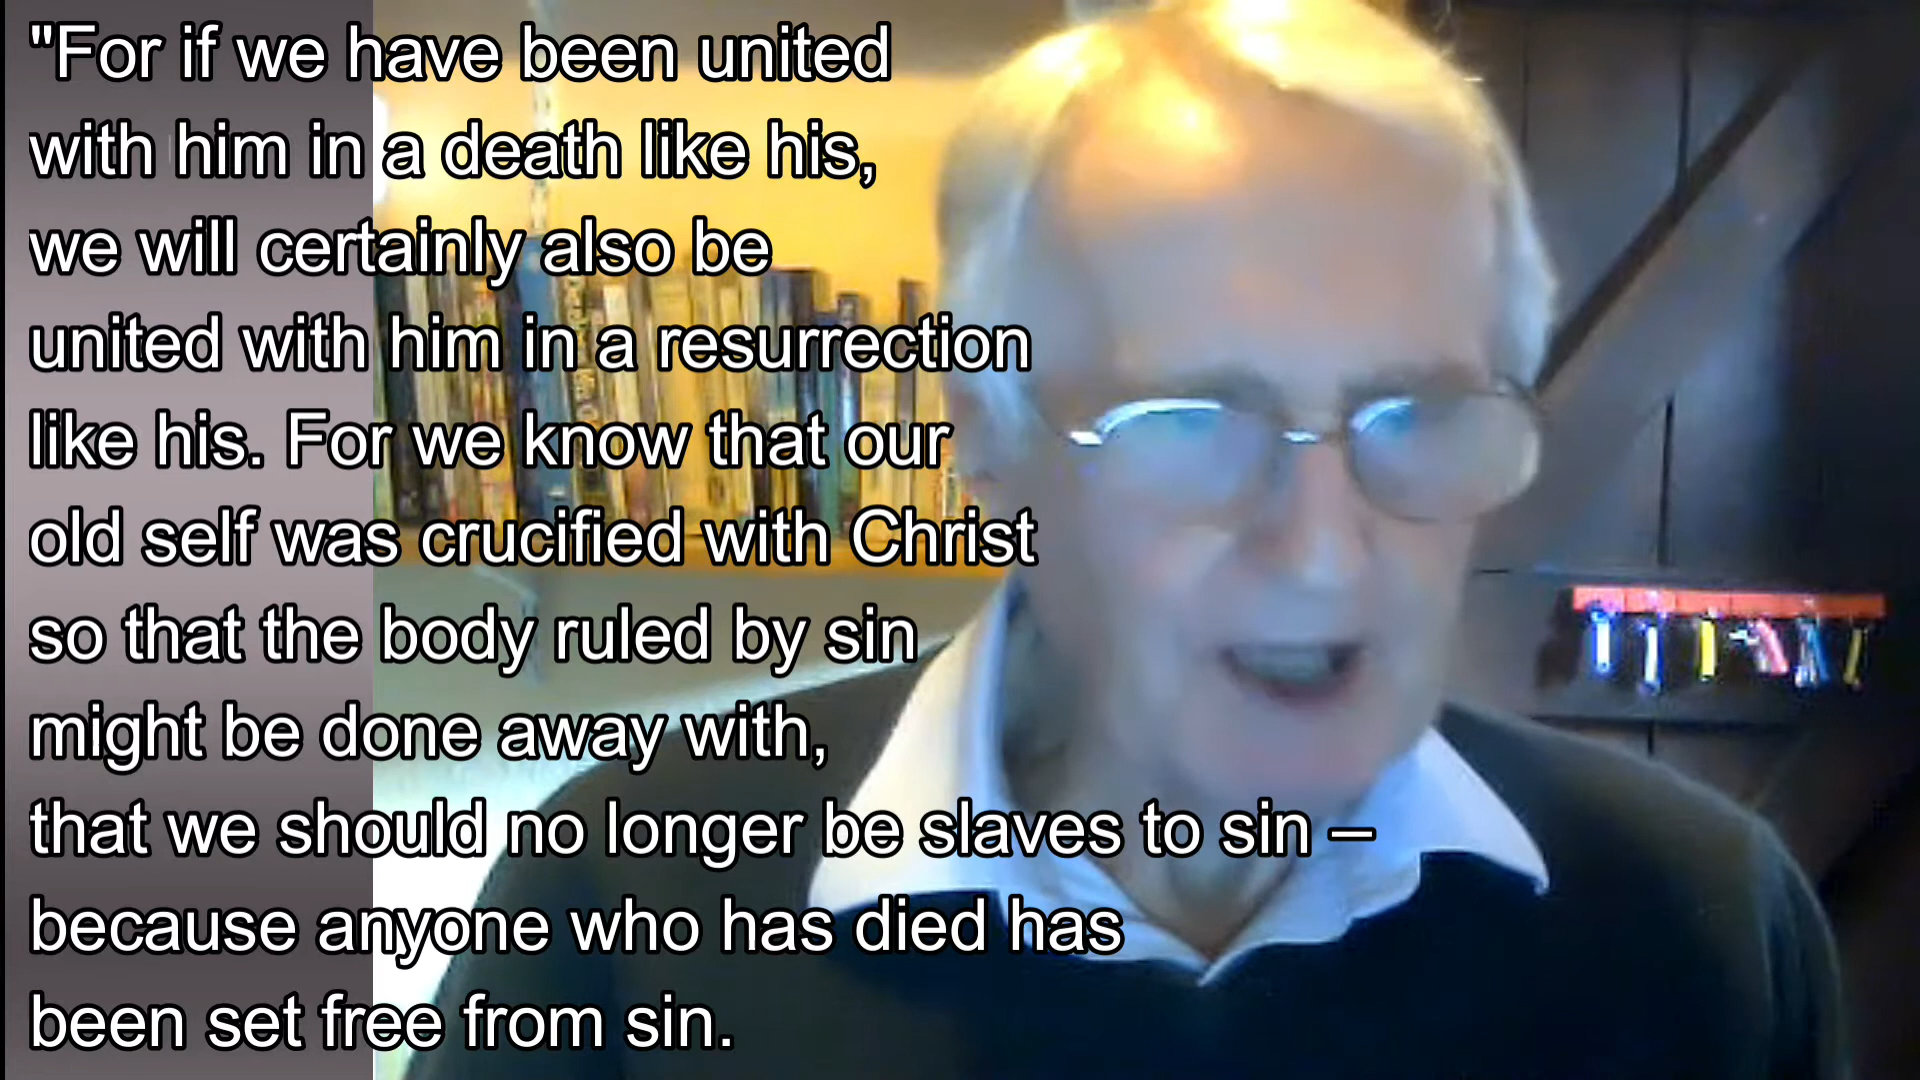 "For if we have been united
with him in a death like his,
we will certainly also be
united with him in a resurrection
like his. For we know that our
old self was crucified with Christ
so that the body ruled by sin
might be done away with,
that we should no longer be slaves to sin –
because anyone who has died has
been set free from sin.